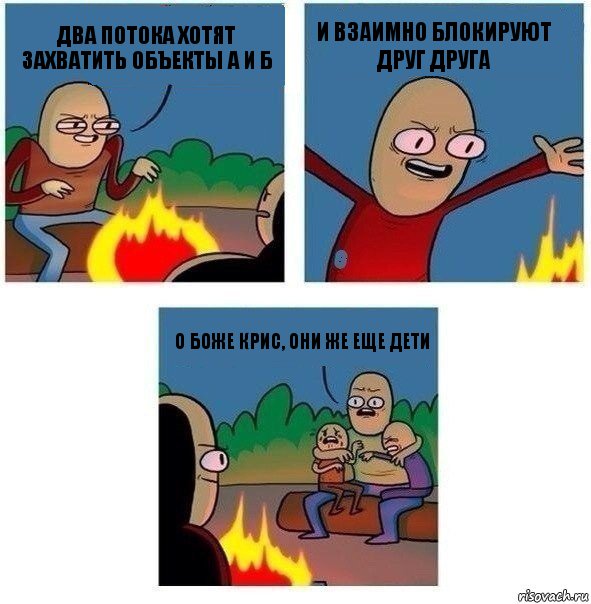 ДВА ПОТОКА ХОТЯТ
ЗАХВАТИТЬ ОБЪЕКТЫ А И Б
И ВЗАИМНО БЛОКИРУЮТ
ДРУГ ДРУГА
О БОЖЕ КРИС, ОНИ ЖЕ ЕЩЕ ДЕТИ
risovach.ru